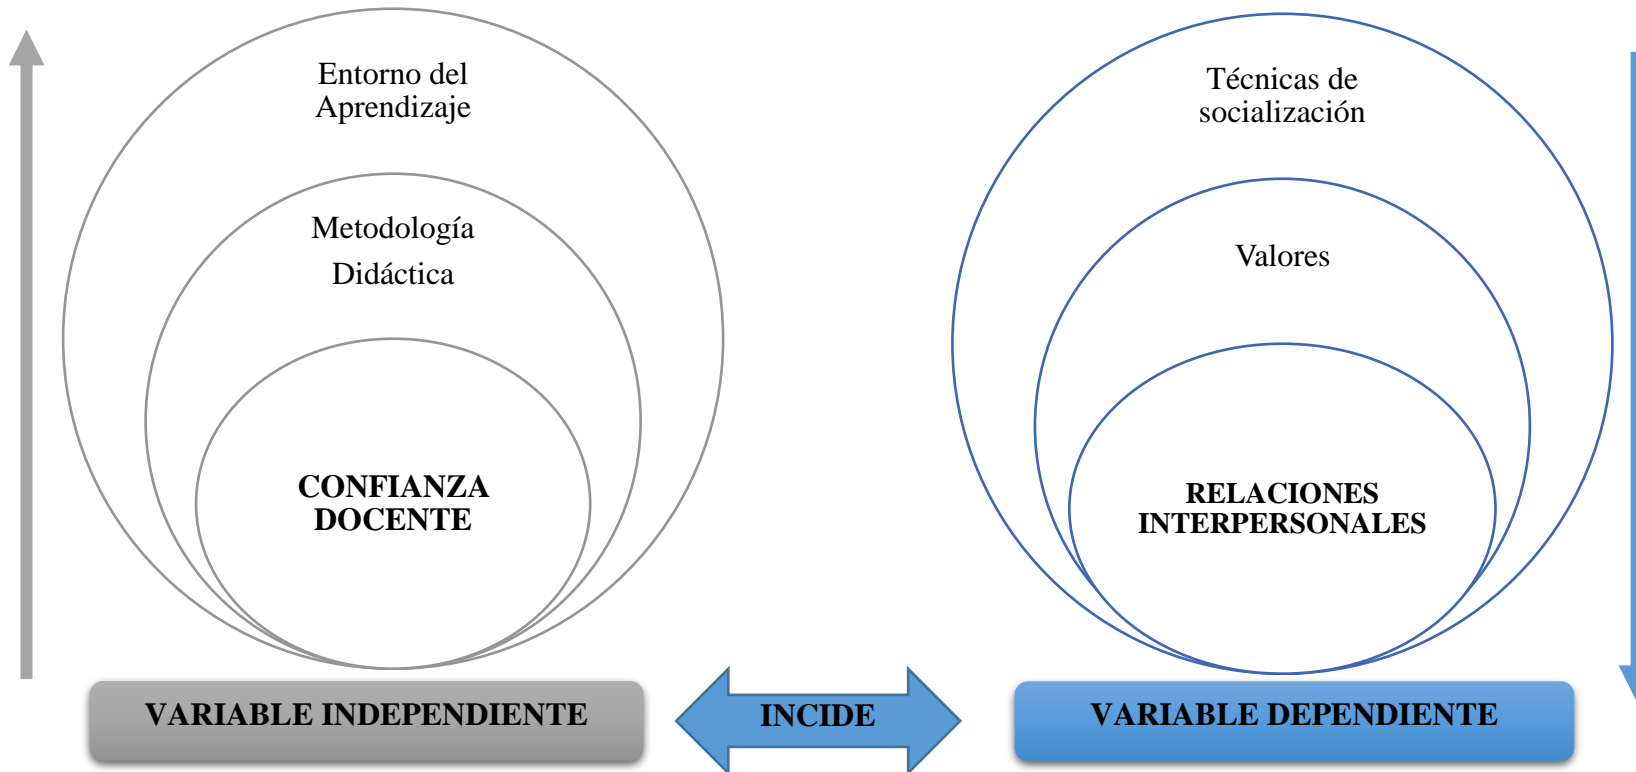 Entorno del
Aprendizaje
Metodología
Didáctica
CONFIANZA
DOCENTE
VARIABLE INDEPENDIENTE
INCIDE
Técnicas de
socialización
Valores
RELACIONES
INTERPERSONALES
VARIABLE DEPENDIENTE